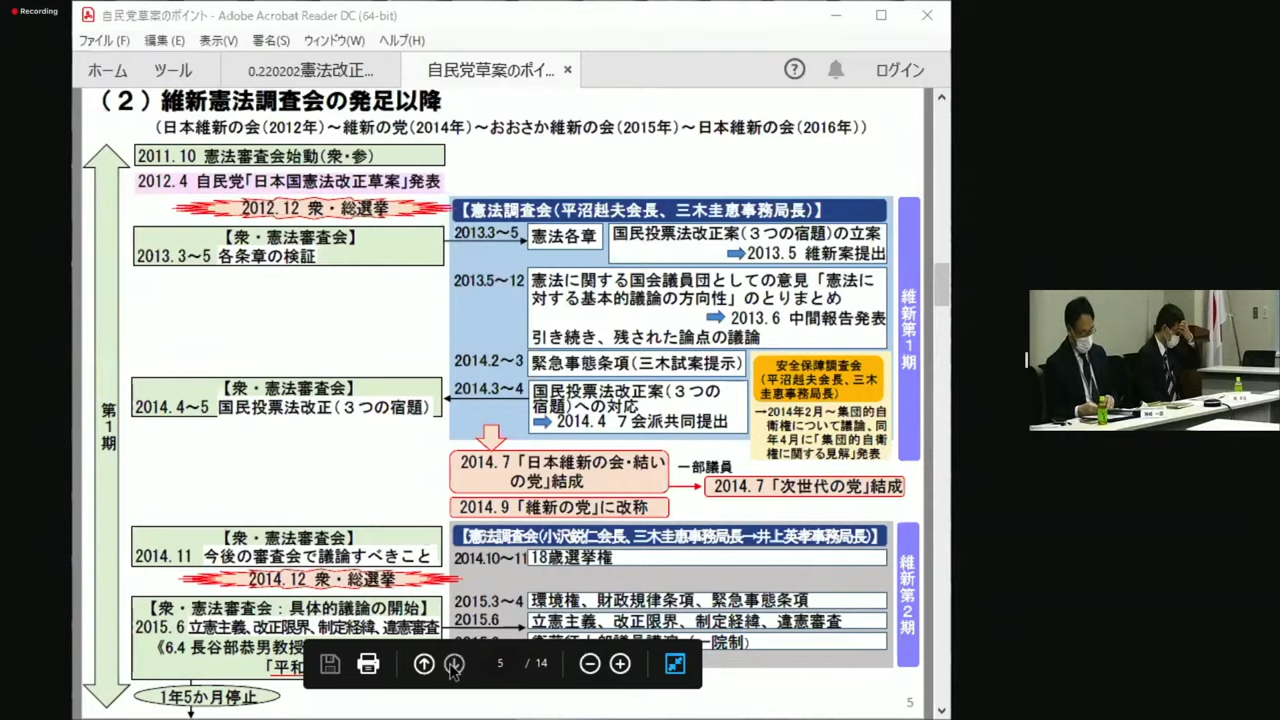 Recording
自民党草案のポイント - Adobe Acrobat Reader DC (64-bit)
ファイル(F) 編集(E) 表示(V) 署名(S) ウィンドウ(W) ヘルプ(H)
ホーム ツール 0.220202憲法改正... 自民党草案のポイ... × ログイン
(２)維新憲法調査会の発足以降
(日本維新の会(2012年)～維新の党(2014年)～おおさか維新の会(2015年)～日本維新の会(2016年))
2011.10 憲法審査会始動(衆・参)
2012.4 自民党「日本国憲法改正草案」発表
2012.12 衆・総選挙
【衆・憲法審査会】
2013.3～5 各条章の検証
【衆・憲法審査会】
2014.4～5 国民投票法改正(３つの宿題)
第1期
【衆・憲法審査会】
2014.11 今後の審査会で議論すべきこと
2014.12 衆・総選挙
【衆・憲法審査会：具体的議論の開始】
2015.6 立憲主義、改正限界、制定経緯、違憲審査
《6.4 長谷部恭男教授
「平和
1年5か月停止
【憲法調査会(平沼赳夫会長、三木圭恵事務局長)】
2013.3～5 憲法各章
国民投票法改正案(３つの宿題)の立案
➡2013.5 維新案提出
2013.5～12 憲法に関する国会議員団としての意見「憲法に
対する基本的議論の方向性」のとりまとめ
➡ 2013.6 中間報告発表
引き続き、残された論点の議論
2014.2～3 緊急事態条項(三木試案提示)
2014.3～4 国民投票法改正案(３つの
宿題)への対応
➡ 2014.4 ７会派共同提出
安全保障調査会
(平沼赳夫会長、三木
圭恵事務局長)
→2014年2月～集団的自
衛権について議論、同
年4月に「集団的自衛
権に関する見解」発表
維新第1期
2014.7「日本維新の会・結い
の党」結成
一部議員
2014.7「次世代の党」結成
2014.9「維新の党」に改称
【憲法調査会(小沢鋭仁会長、三木圭恵事務局長→井上英孝事務局長)】
2014.10～11 18歳選挙権
2015.3～4 環境権、財政規律条項、緊急事態条項
2015.6 立憲主義、改正限界、制定経緯、違憲審査
一院制)
維新第2期
5 / 14
5